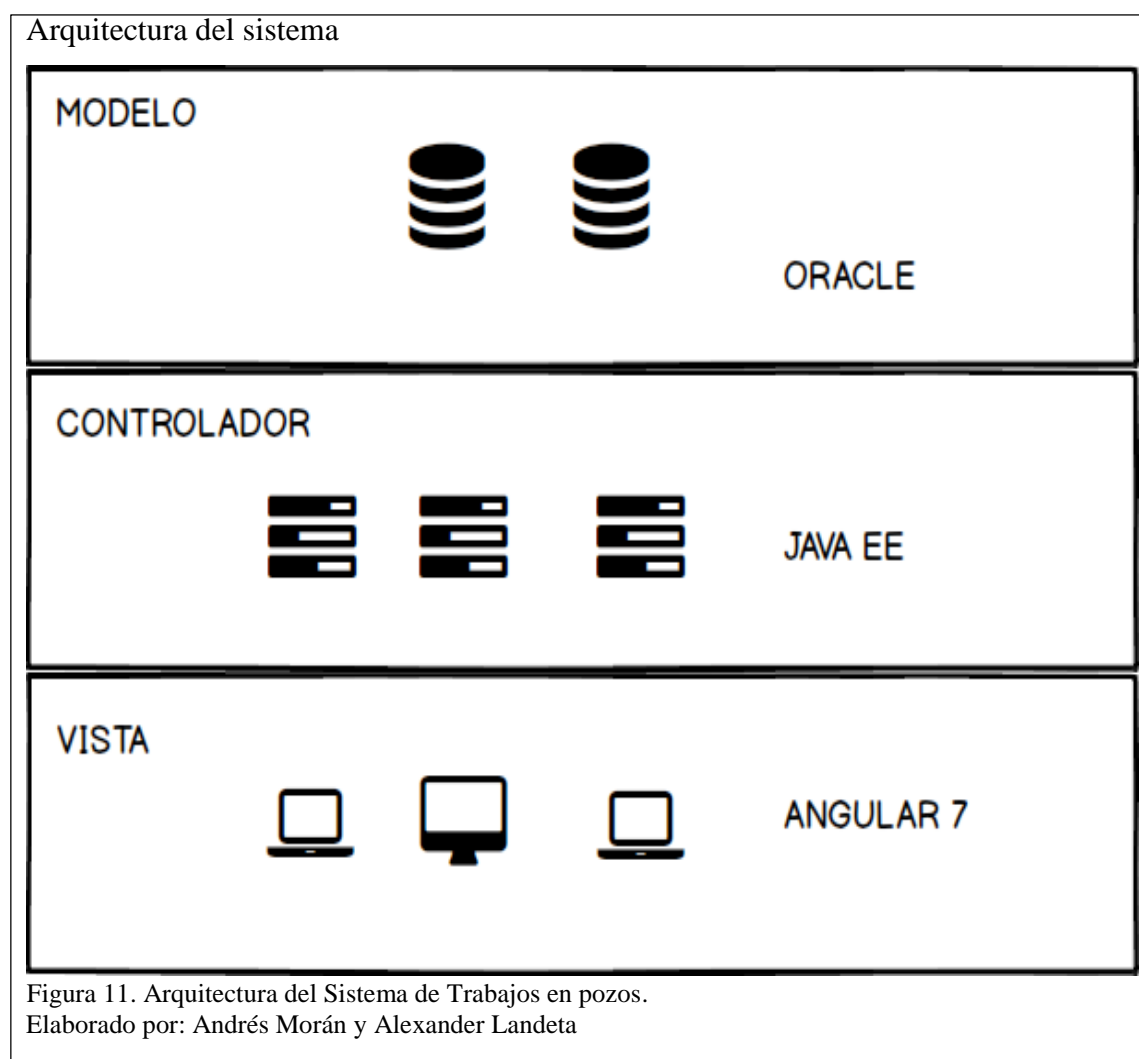 Arquitectura del sistema
MODELO
ORACLE
CONTROLADOR
JAVA EE
VISTA
ANGULAR 7
Figura 11. Arquitectura del Sistema de Trabajos en pozos.
Elaborado por: Andrés Morán y Alexander Landeta